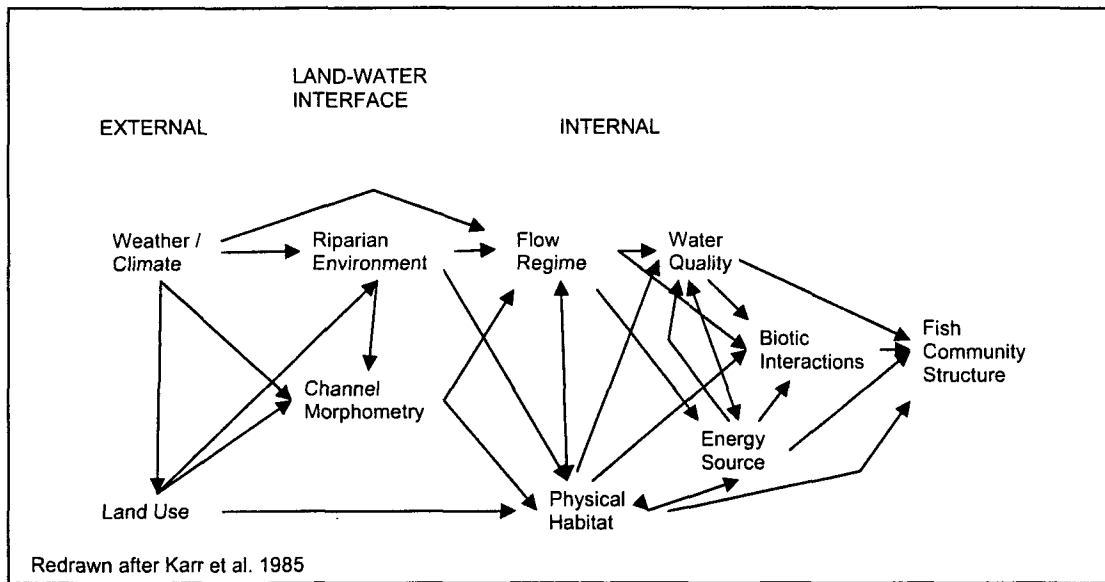 LAND-WATER
INTERFACE
EXTERNAL
INTERNAL
Weather /
Climate
Riparian
Environment
Flow
Regime
Water
Quality
Biotic
Interactions
Fish
Community
Structure
Channel
Morphometry
Energy
Source
Land Use
Physical
Habitat
Redrawn after Karr et al. 1985